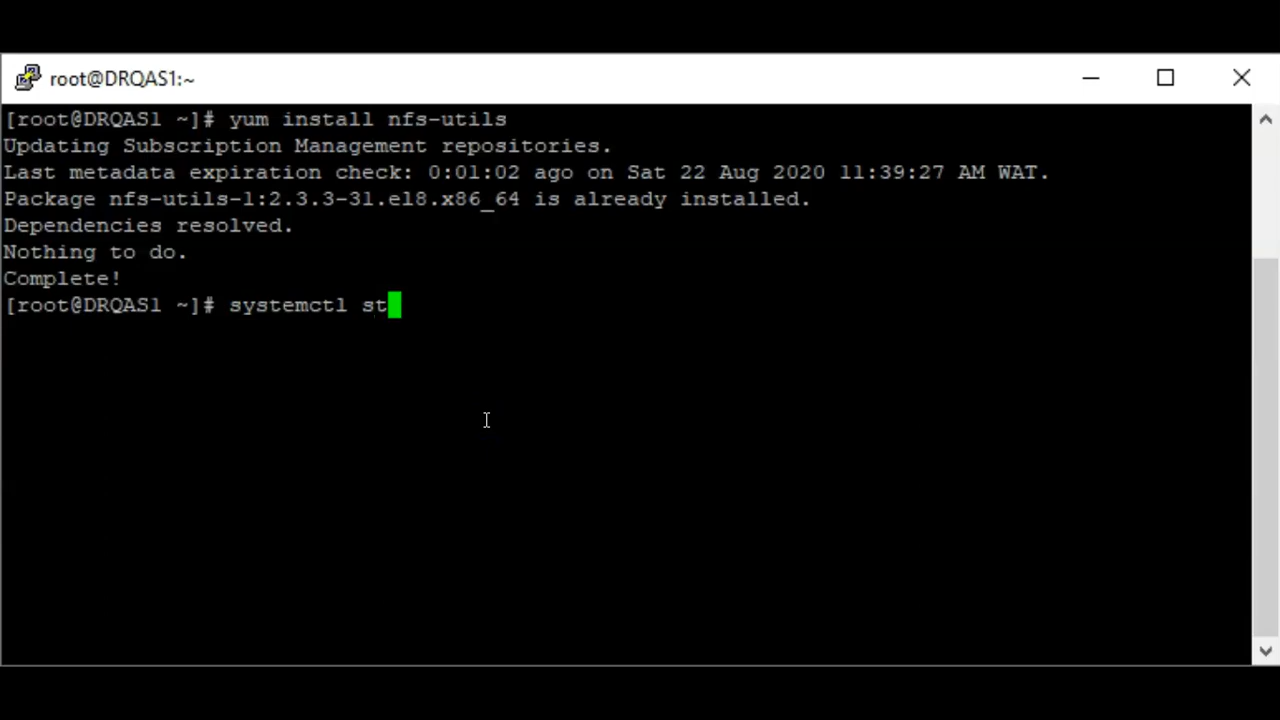 root@DRQAS1:~
[root@DRQAS1 ~]# yum install nfs-utils
Updating Subscription Management repositories.
Last metadata expiration check: 0:01:02 ago on Sat 22 Aug 2020 11:39:27 AM WAT.
Package nfs-utils-1:2.3.3-31.el8.x86_64 is already installed.
Dependencies resolved.
Nothing to do.
Complete!
[root@DRQAS1 ~]# systemctl st